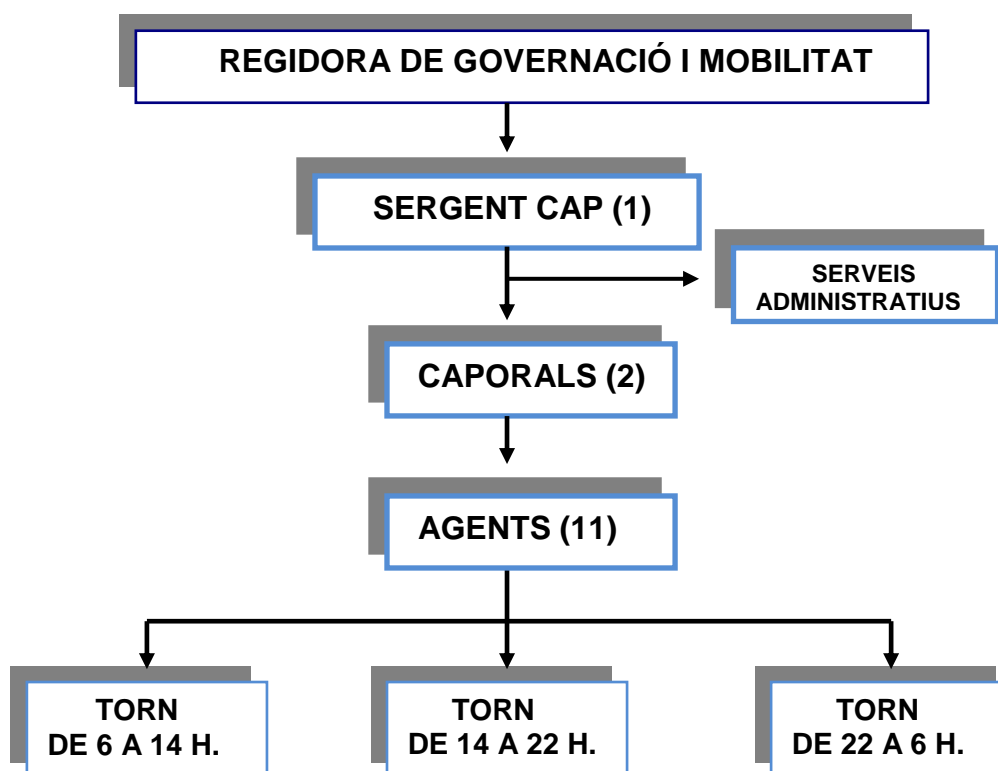 REGIDORA DE GOVERNACIÓ I MOBILITAT
SERGENT CAP (1)
SERVEIS
ADMINISTRATIUS
CAPORALS (2)
AGENTS (11)
TORN
DE 6 A 14 H.
TORN
DE 14 A 22 H.
TORN
DE 22 A 6 H.